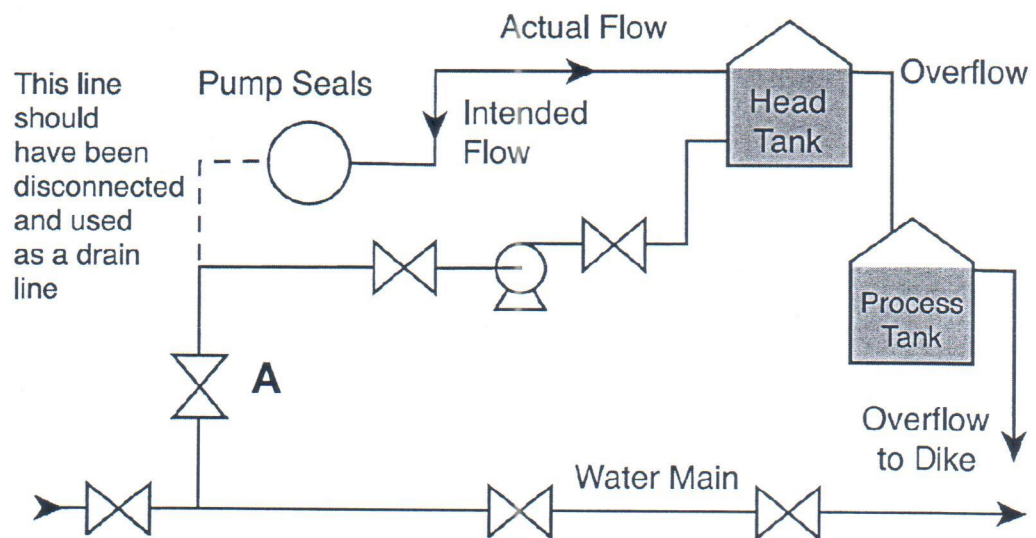 Actual Flow
This line
should
have been
disconnected
and used
as a drain
line
Pump Seals
Intended
Flow
Head
Tank
Overflow
Process
Tank
A
Overflow
to Dike
Water Main